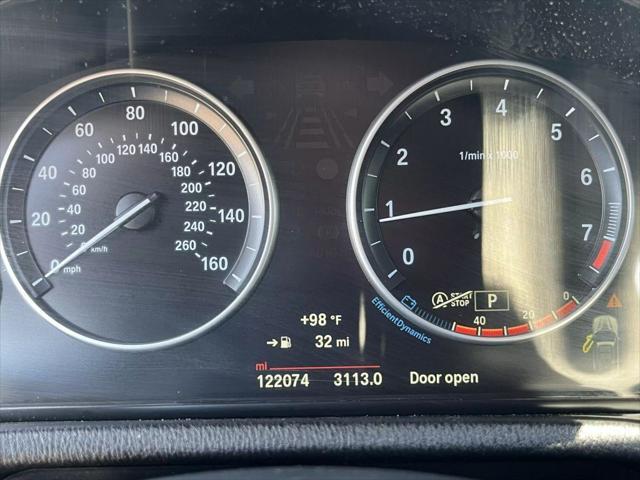 0 20 40 60 80 100 120 140 160
mph
20 40 60 80 100 120 140 160 180 200 220 240 260
km/h
0 1 2 3 4 5 6 7
1/min x 1000
A START
STOP
P
EfficientDynamics
40 20 0
+98 °F
32 mi
mi
122074 3113.0 Door open